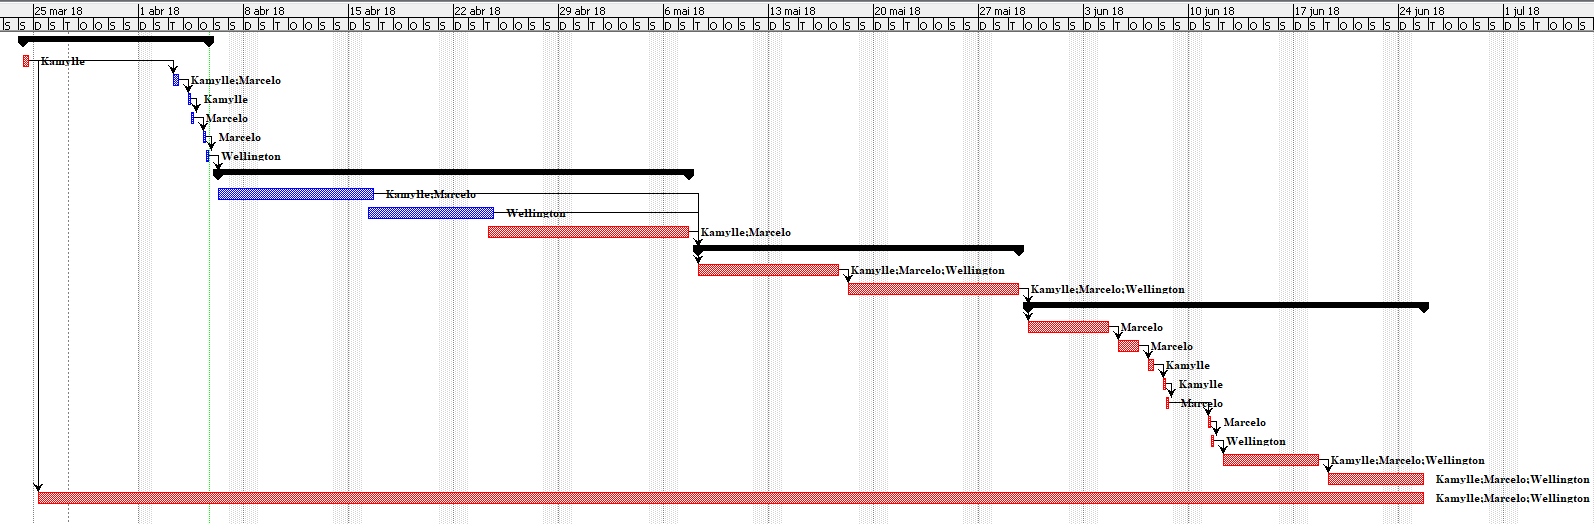 25 mar 18 1 abr 18 8 abr 18 15 abr 18 22 abr 18 29 abr 18 6 mai 18 13 mai 18 20 mai 18 27 mai 18 3 jun 18 10 jun 18 17 jun 18 24 jun 18 1 jul 18
S S D S T Q Q S S D S T Q Q S S D S T Q Q S S D S T Q Q S S D S T Q Q S S D S T Q Q S S D S T Q Q S S D S T Q Q S S D S T Q Q S S D S T Q Q S S D S T Q Q S S D S T Q Q S S D S T Q Q S S D S T Q Q S S D S T Q Q S
Kamylle
Kamylle;Marcelo
Kamylle
Marcelo
Marcelo
Wellington
Kamylle;Marcelo
Wellington
Kamylle;Marcelo
Kamylle;Marcelo;Wellington
Kamylle;Marcelo;Wellington
Marcelo
Marcelo
Kamylle
Kamylle
Marcelo
Marcelo
Wellington
Kamylle;Marcelo;Wellington
Kamylle;Marcelo;Wellington
Kamylle;Marcelo;Wellington